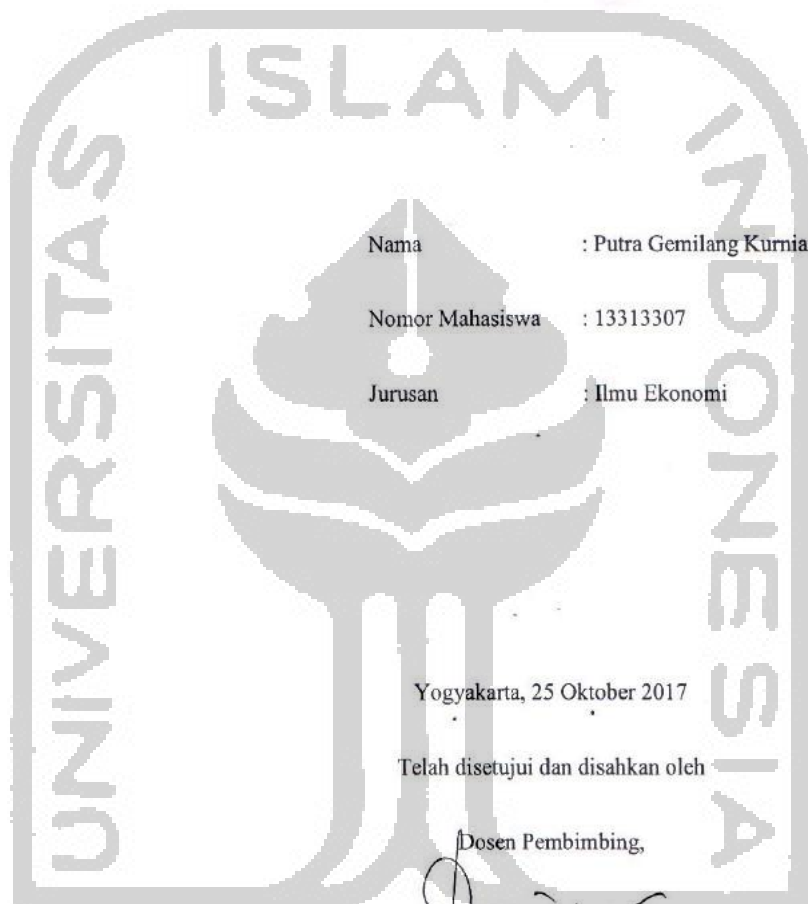 ISLAM
UNIVERSITAS
INDONESIA
Nama : Putra Gemilang Kurnia
Nomor Mahasiswa : 13313307
Jurusan : Ilmu Ekonomi
Yogyakarta, 25 Oktober 2017
Telah disetujui dan disahkan oleh
Dosen Pembimbing,